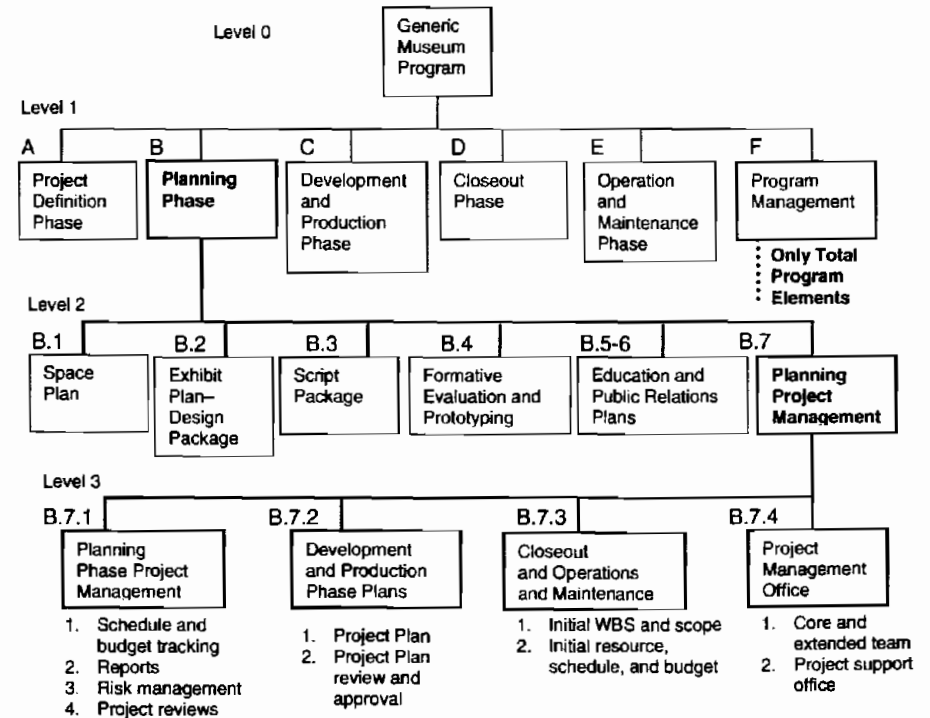 Level 0
Generic
Museum
Program
Level 1
A
Project
Definition
Phase
B
Planning
Phase
C
Development
and
Production
Phase
D
Closeout
Phase
E
Operation
and
Maintenance
Phase
F
Program
Management
Only Total
Program
Elements
Level 2
B.1
Space
Plan
B.2
Exhibit
Plan–
Design
Package
B.3
Script
Package
B.4
Formative
Evaluation and
Prototyping
B.5-6
Education and
Public Relations
Plans
B.7
Planning
Project
Management
Level 3
B.7.1
Planning
Phase Project
Management
1. Schedule and
budget tracking
2. Reports
3. Risk management
4. Project reviews
B.7.2
Development
and Production
Phase Plans
1. Project Plan
2. Project Plan
review and
approval
B.7.3
Closeout
and Operations
and Maintenance
1. Initial WBS and scope
2. Initial resource,
schedule, and budget
B.7.4
Project
Management
Office
1. Core and
extended team
2. Project support
office